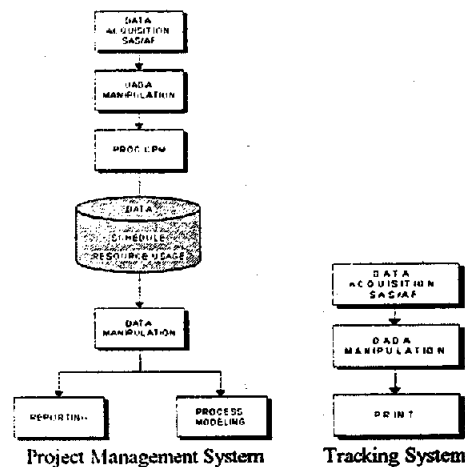 DATA
ACQUISITION
SAS/AF
DADA
MANIPULATION
PROC CPM
DATA
SCHEDULE
RESOURCE USAGE
DATA
MANIPULATION
REPORTING
PROCESS
MODELING
Project Management System
DATA
ACQUISITION
SAS/AF
DADA
MANIPULATION
PRINT
Tracking System